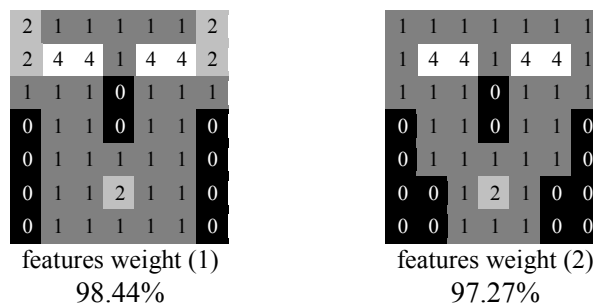 2 1 1 1 1 1 2
2 4 4 1 4 4 2
1 1 1 0 1 1 1
0 1 1 0 1 1 0
0 1 1 1 1 1 0
0 1 1 2 1 1 0
0 1 1 1 1 1 0
features weight (1)
98.44%
1 1 1 1 1 1 1
1 4 4 1 4 4 1
1 1 1 0 1 1 1
0 1 1 0 1 1 0
0 1 1 1 1 1 0
0 0 1 2 1 0 0
0 0 1 1 1 0 0
features weight (2)
97.27%